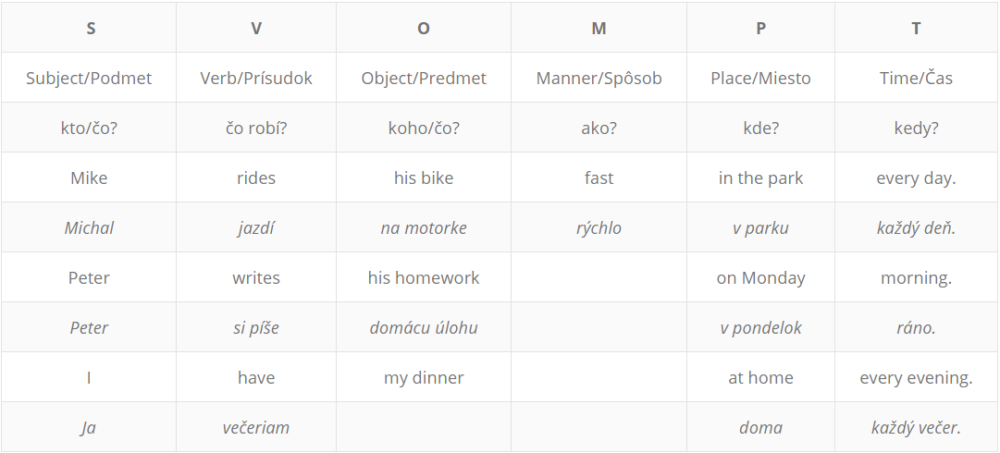 S V O M P T
Subject/Podmet Verb/Prísudok Object/Predmet Manner/Spôsob Place/Miesto Time/Čas
kto/čo? čo robí? koho/čo? ako? kde? kedy?
Mike rides his bike fast in the park every day.
Michal jazdí na motorke rýchlo v parku každý deň.
Peter writes his homework on Monday morning.
Peter si píše domácu úlohu v pondelok ráno.
I have my dinner at home every evening.
Ja večeriam doma každý večer.